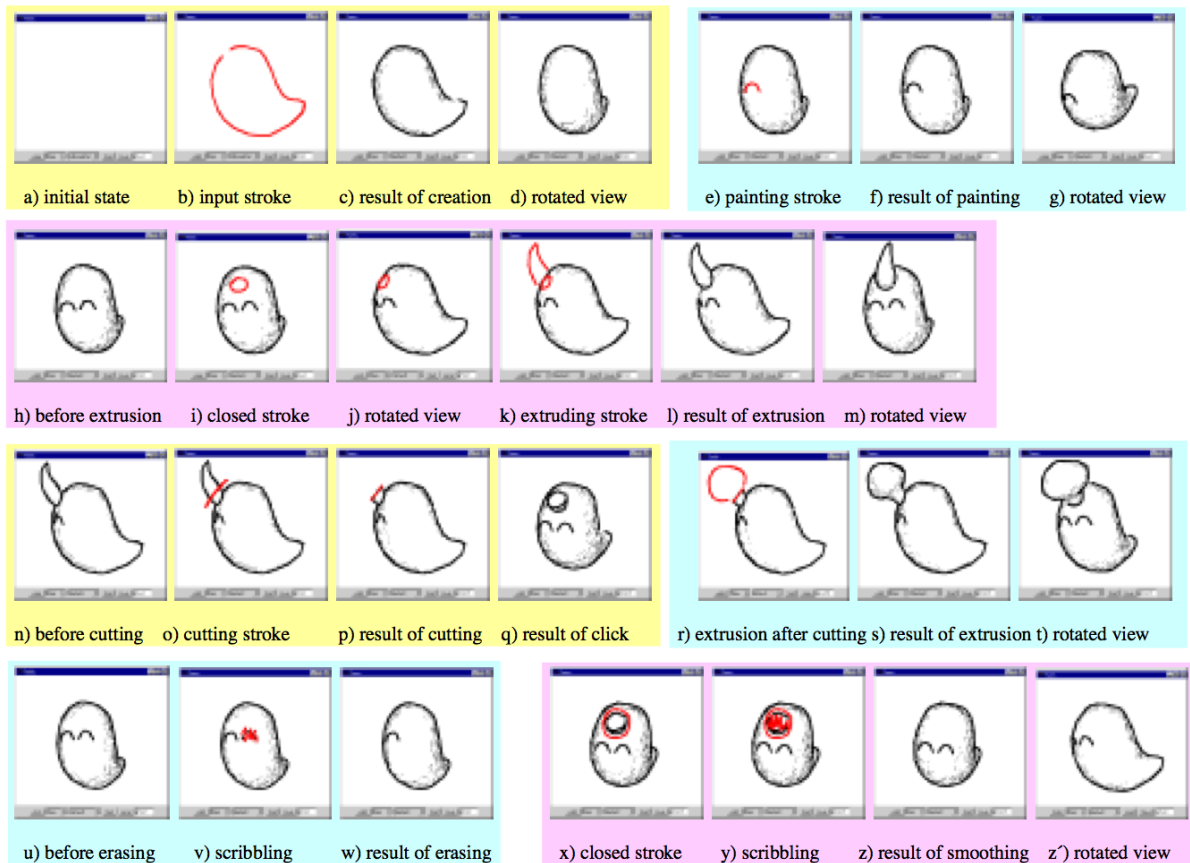 a) initial state b) input stroke c) result of creation d) rotated view e) painting stroke f) result of painting g) rotated view
h) before extrusion i) closed stroke j) rotated view k) extruding stroke l) result of extrusion m) rotated view
n) before cutting o) cutting stroke p) result of cutting q) result of click r) extrusion after cutting s) result of extrusion t) rotated view
u) before erasing v) scribbling w) result of erasing x) closed stroke y) scribbling z) result of smoothing z´) rotated view